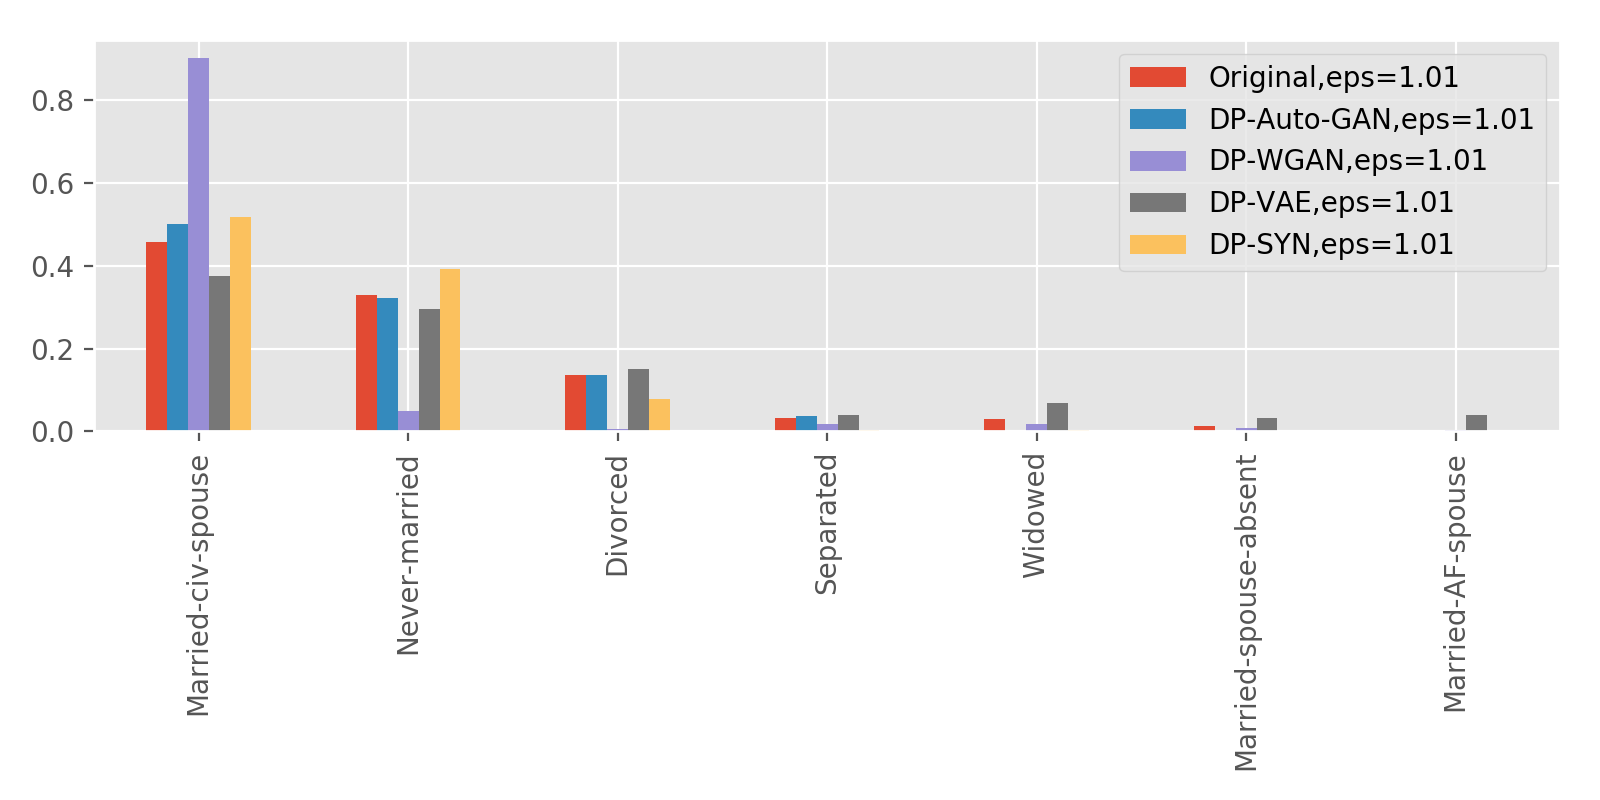 0.8
0.6
0.4
0.2
0.0
Original,eps=1.01
DP-Auto-GAN,eps=1.01
DP-WGAN,eps=1.01
DP-VAE,eps=1.01
DP-SYN,eps=1.01
Married-civ-spouse
Never-married
Divorced
Separated
Widowed
Married-spouse-absent
Married-AF-spouse